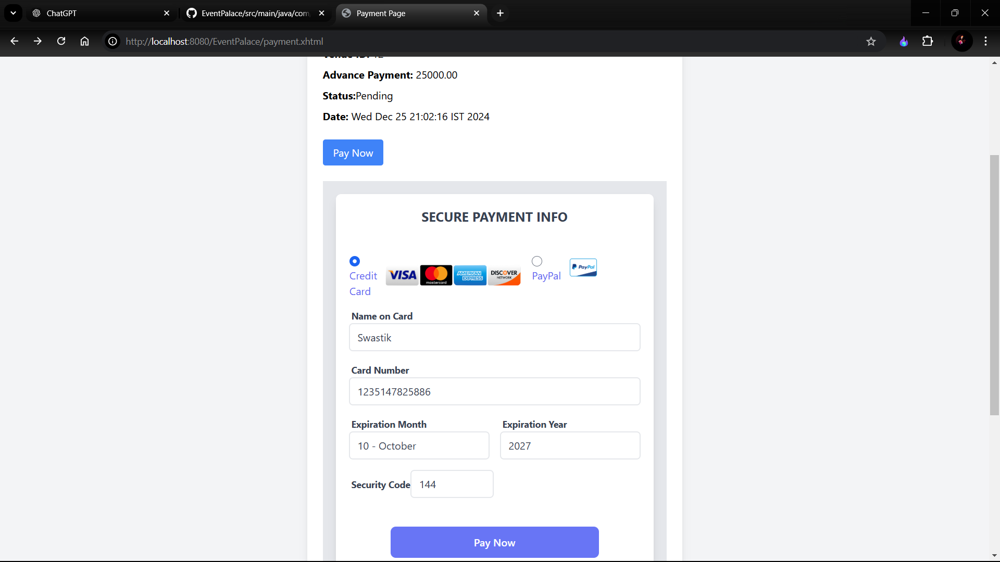 ChatGPT
EventPalace/src/main/java/com
Payment Page
http://localhost:8080/EventPalace/payment.xhtml
Advance Payment: 25000.00
Status:Pending
Date: Wed Dec 25 21:02:16 IST 2024
Pay Now
SECURE PAYMENT INFO
Credit Card
VISA
mastercard
AMERICAN EXPRESS
DISCOVER NETWORK
PayPal
PayPal
Name on Card
Swastik
Card Number
1235147825886
Expiration Month
Expiration Year
10 - October
2027
Security Code
144
Pay Now